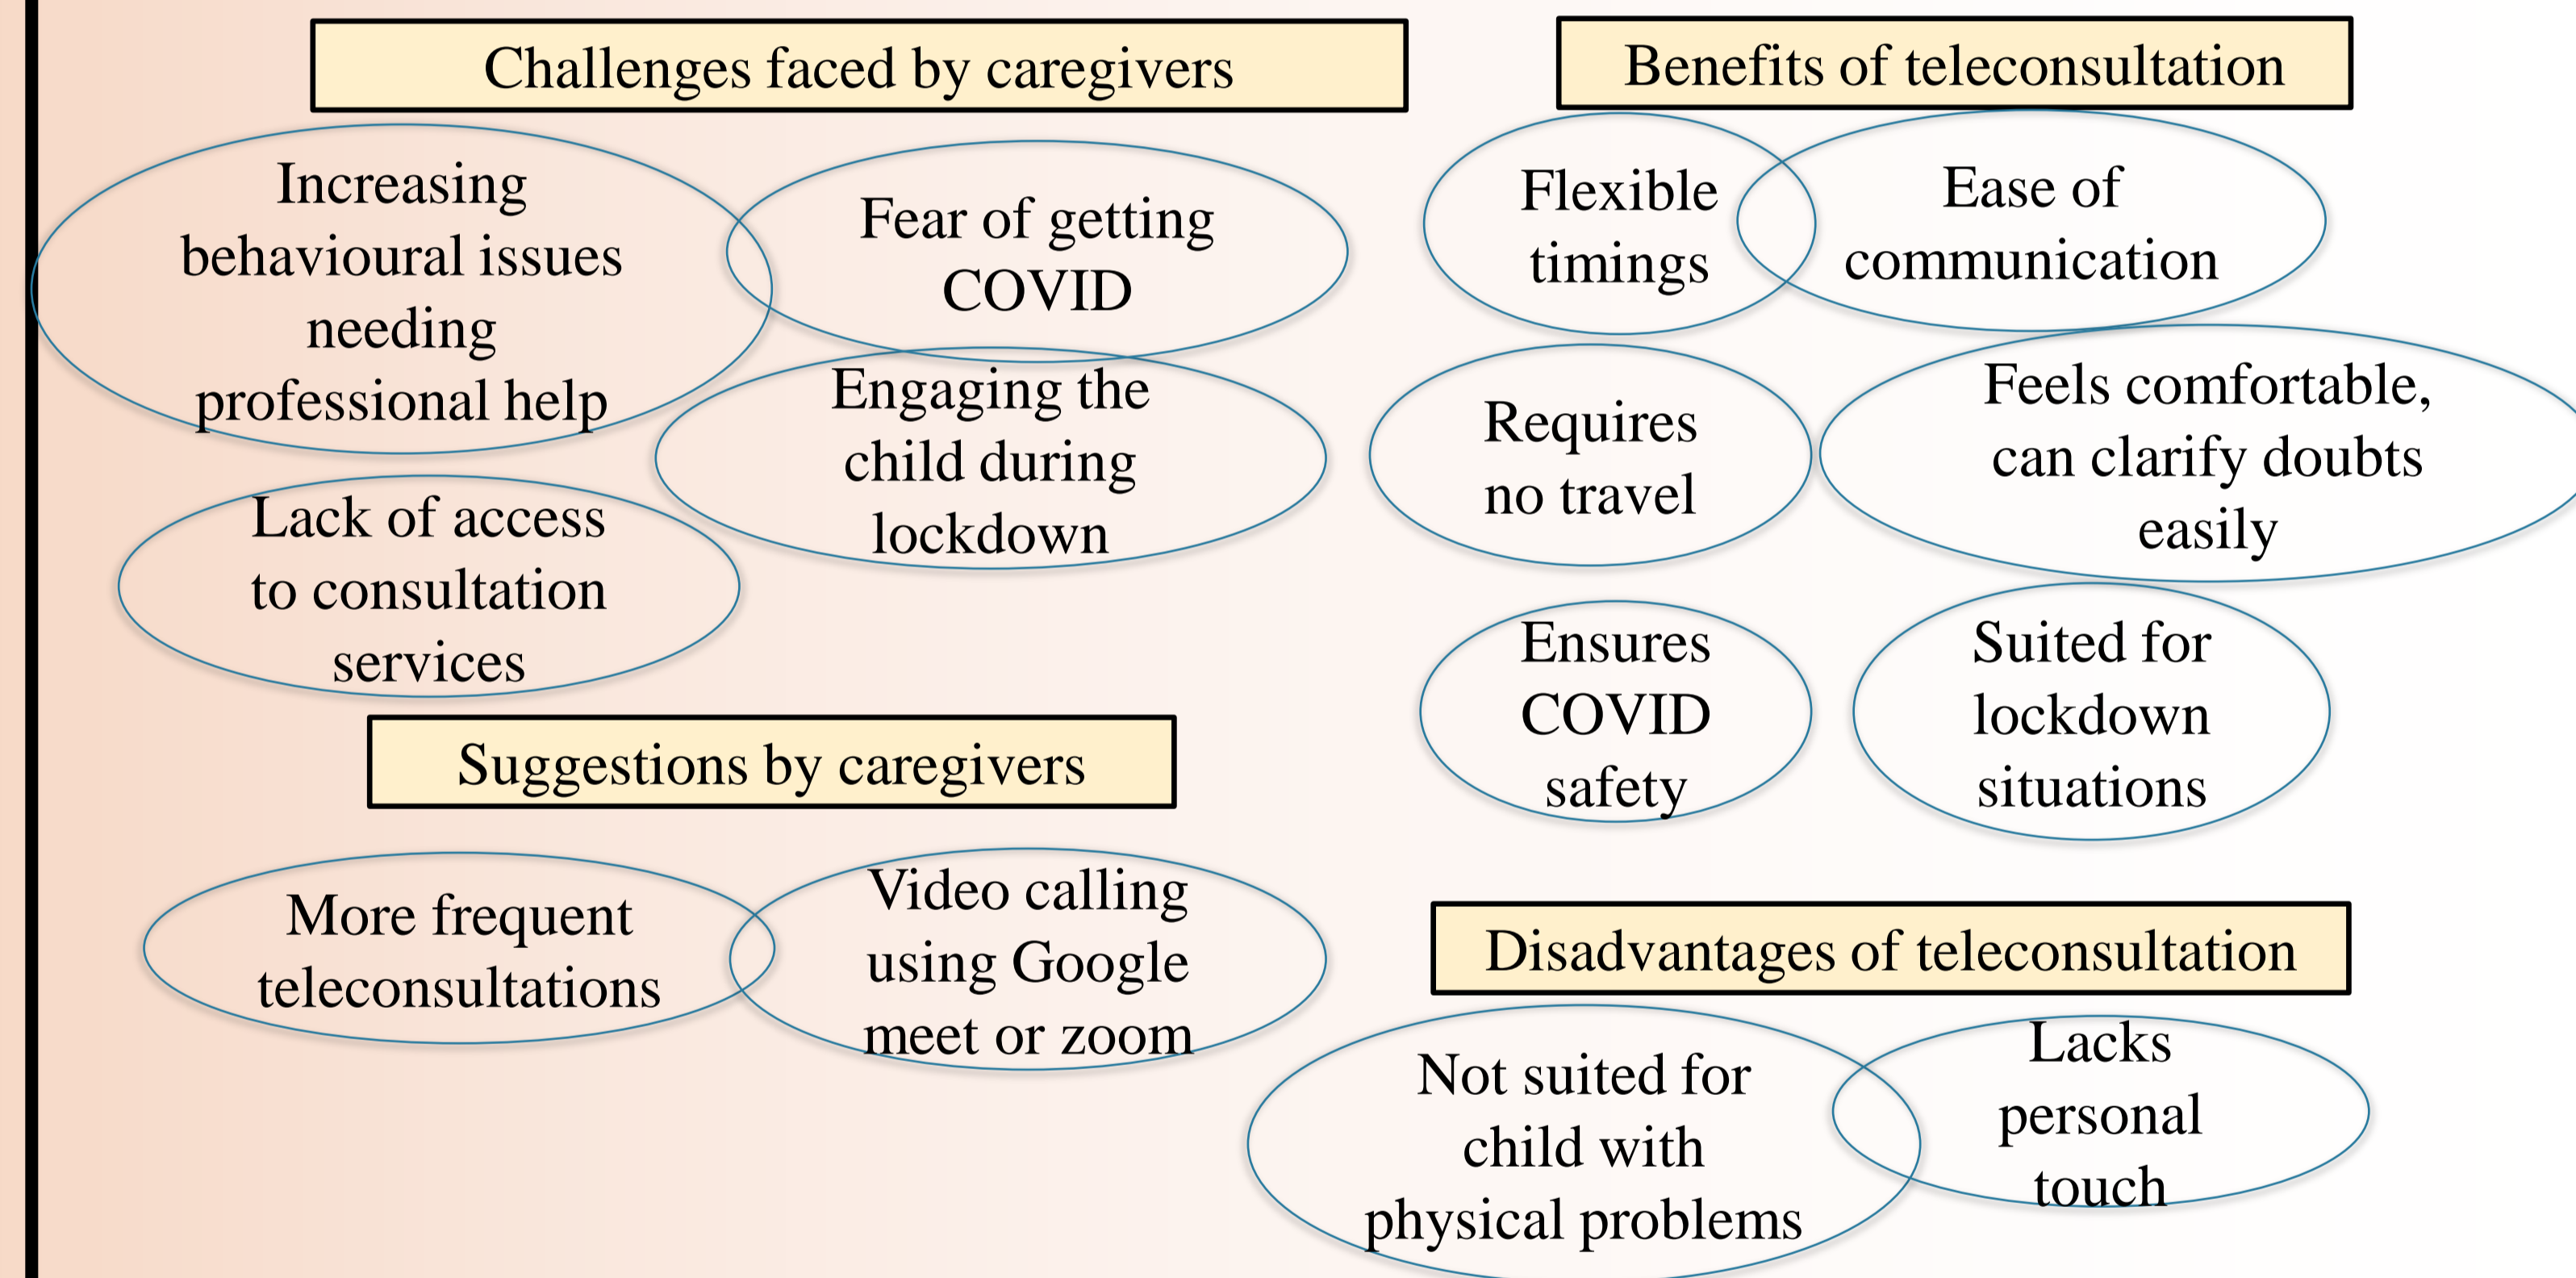 Challenges faced by caregivers
Increasing
behavioural issues
needing
professional help
Fear of getting
COVID
Engaging the
child during
lockdown
Lack of access
to consultation
services
Suggestions by caregivers
More frequent
teleconsultations
Video calling
using Google
meet or zoom
Benefits of teleconsultation
Flexible
timings
Ease of
communication
Requires
no travel
Feels comfortable,
can clarify doubts
easily
Ensures
COVID
safety
Suited for
lockdown
situations
Disadvantages of teleconsultation
Not suited for
child with
physical problems
Lacks
personal
touch